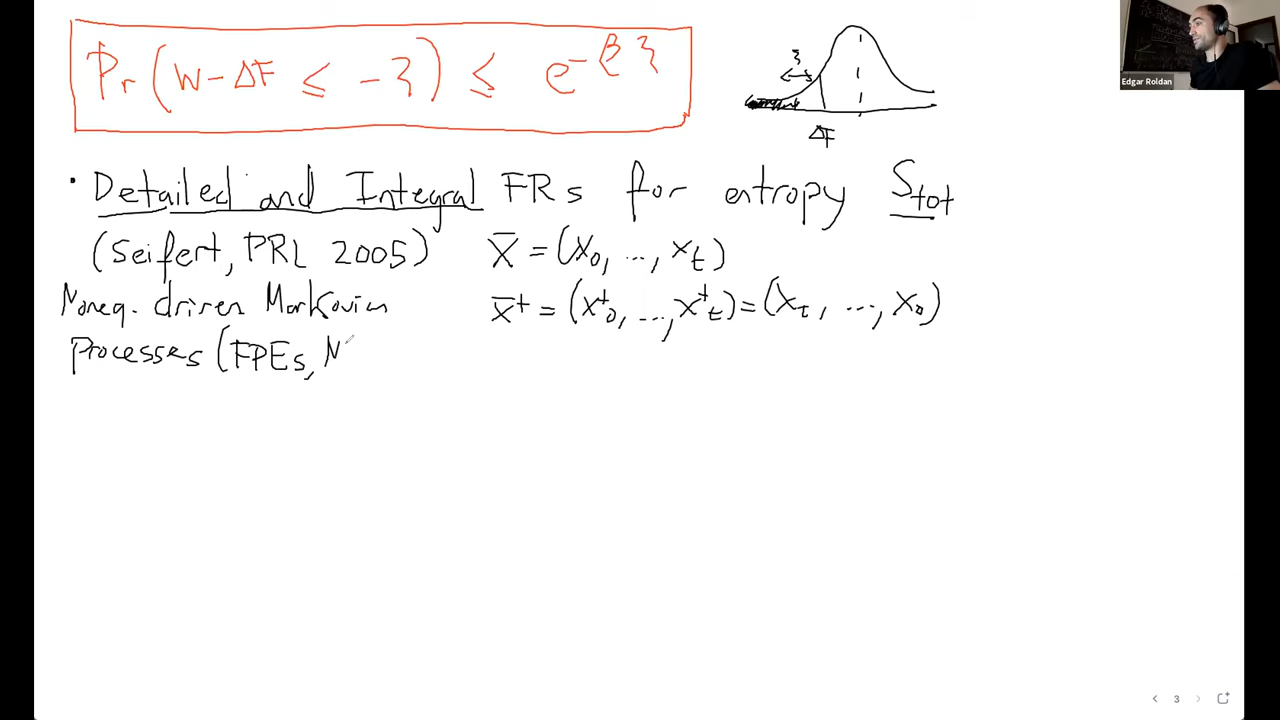 Pr(W-ΔF ≤ -ξ) ≤ e^{-βξ}
ξ
ΔF
Edgar Roldan
• Detailed and Integral FRs for entropy S_tot
(Seifert, PRL 2005) X̄ = (X_0, ..., X_t)
Noneq. driven Markovian X̄† = (X†_0, ..., X†_t) = (X_t, ..., X_0)
Processes (FPEs, N
3